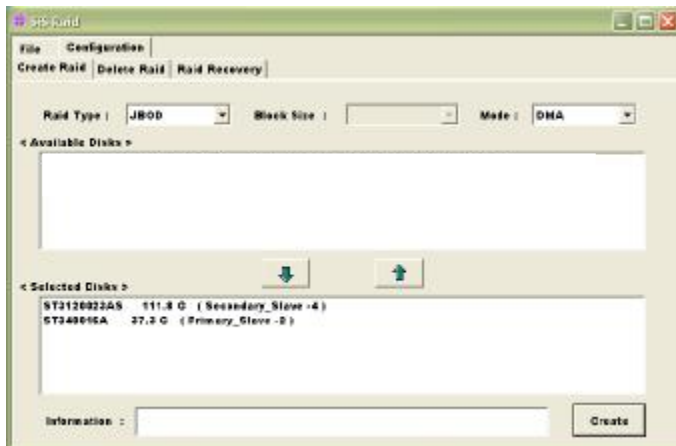 SiS Raid
File Configuration
Create Raid Delete Raid Raid Recovery
Raid Type : JBOD Block Size : Mode : DMA
< Available Disks >
< Selected Disks >
ST3120023AS 111.8 G ( Secondary_Slave -4 )
ST340016A 37.3 G ( Primary_Slave -2 )
Information :
Create